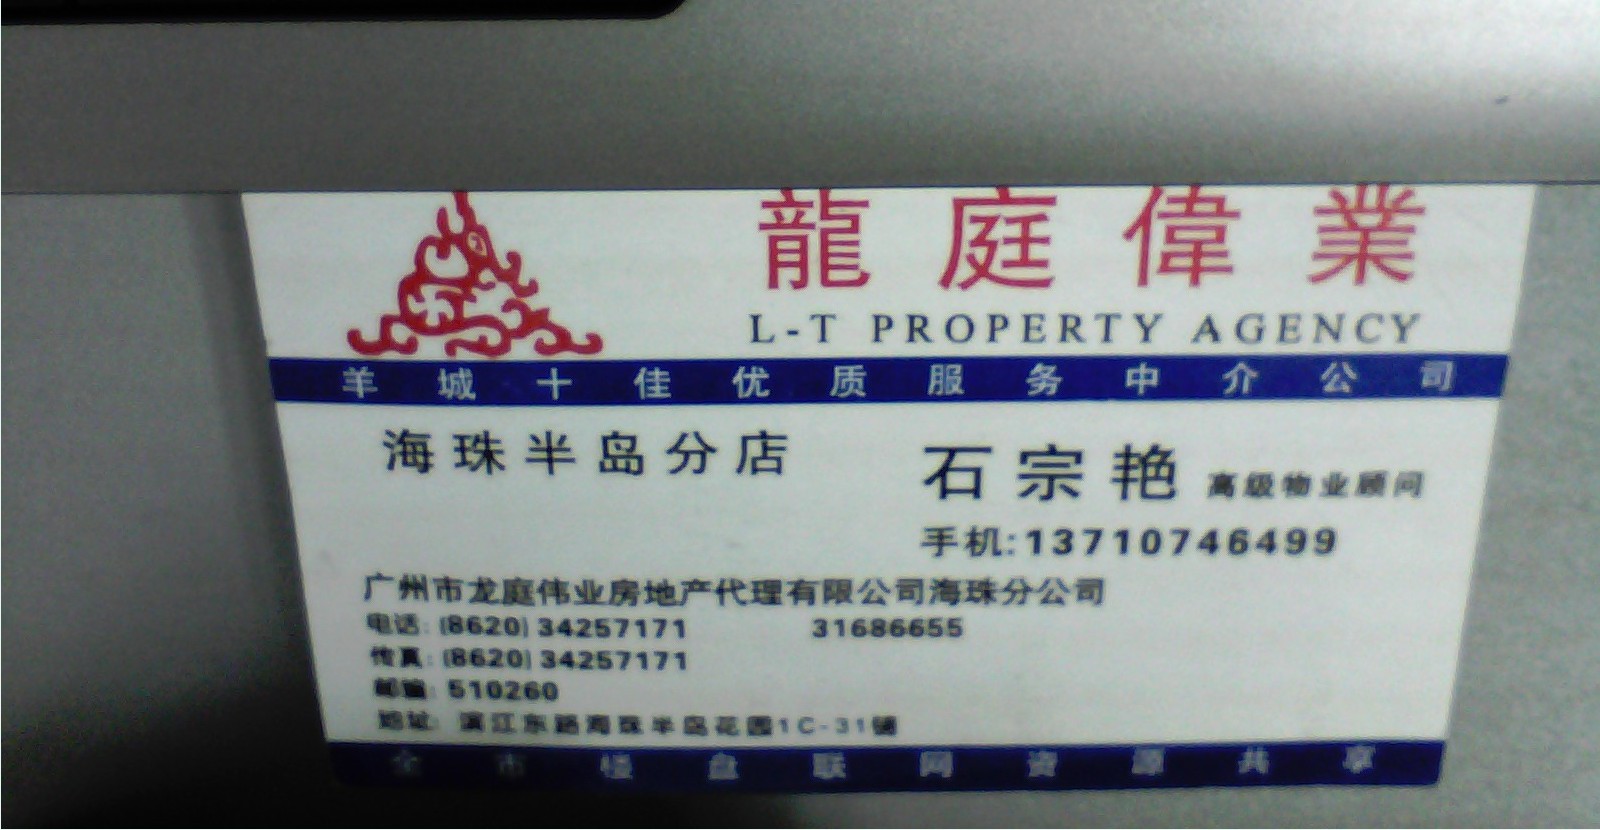 龍庭偉業
L-T PROPERTY AGENCY
羊城十佳优质服务中介公司
海珠半岛分店
石宗艳 高级物业顾问
手机:13710746499
广州市龙庭伟业房地产代理有限公司海珠分公司
电话: (8620) 34257171 31686655
传真: (8620) 34257171
邮编: 510260
地址: 滨江东路海珠半岛花园1C-31铺
全市楼盘联网资源共享